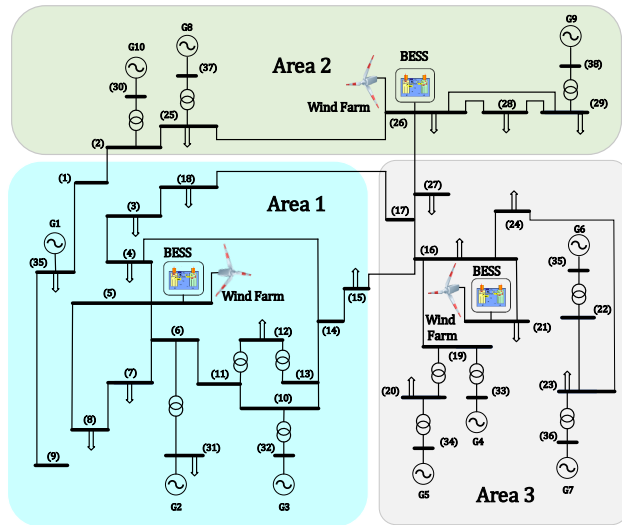 G9
G8
G10
(37)
Area 2
BESS
(38)
(30)
Wind Farm
(25)
(26)
(28)
(29)
(2)
(1)
(18)
(27)
(3)
Area 1
(17)
(24)
G1
G6
(35)
(4)
BESS
(16)
BESS
(35)
(5)
Wind Farm
(15)
(22)
Wind
Farm
(21)
(6)
(12)
(14)
(19)
(7)
(11)
(13)
(20)
(33)
(23)
(8)
(10)
G4
(9)
(31)
(32)
(34)
(36)
G2
G3
G5
Area 3
G7